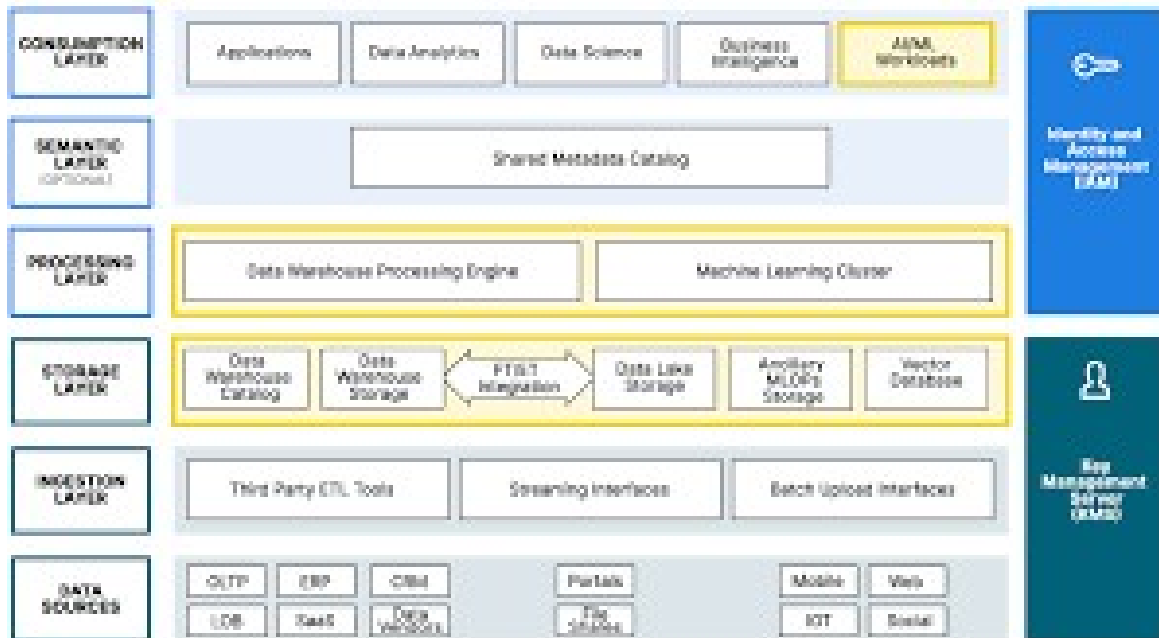 CONSUMPTION
LAYER
Applications
Data Analytics
Data Science
Business
Intelligence
AI/ML
Workloads
Identity and
Access
Management
(IAM)
SEMANTIC
LAYER
(OPTIONAL)
Shared Metadata Catalog
PROCESSING
LAYER
Data Warehouse Processing Engine
Machine Learning Cluster
STORAGE
LAYER
Data
Warehouse
Catalog
Data
Warehouse
Storage
Integration
Data Lake
Storage
Ancillary
MLOPs
Storage
Vector
Database
Key
Management
Server
(KMS)
INGESTION
LAYER
Third Party ETL Tools
Streaming Interfaces
Batch Upload Interfaces
DATA
SOURCES
OLTP
ERP
CRM
Portals
Mobile
Web
LOB
SaaS
Data
Vendors
File
Shares
IOT
Social